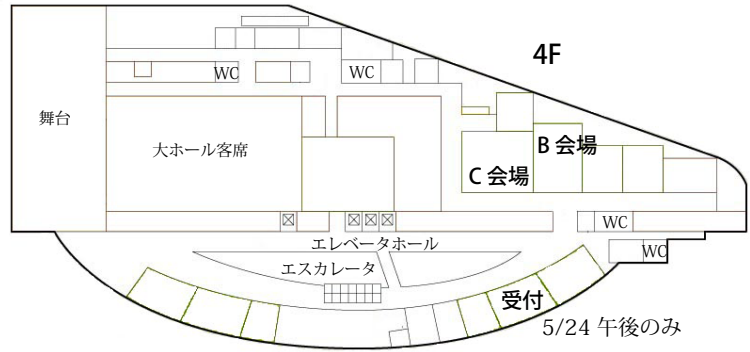 4F
WC
WC
舞台
大ホール客席
B 会場
C 会場
WC
エレベータホール
WC
エスカレータ
受付
5/24 午後のみ